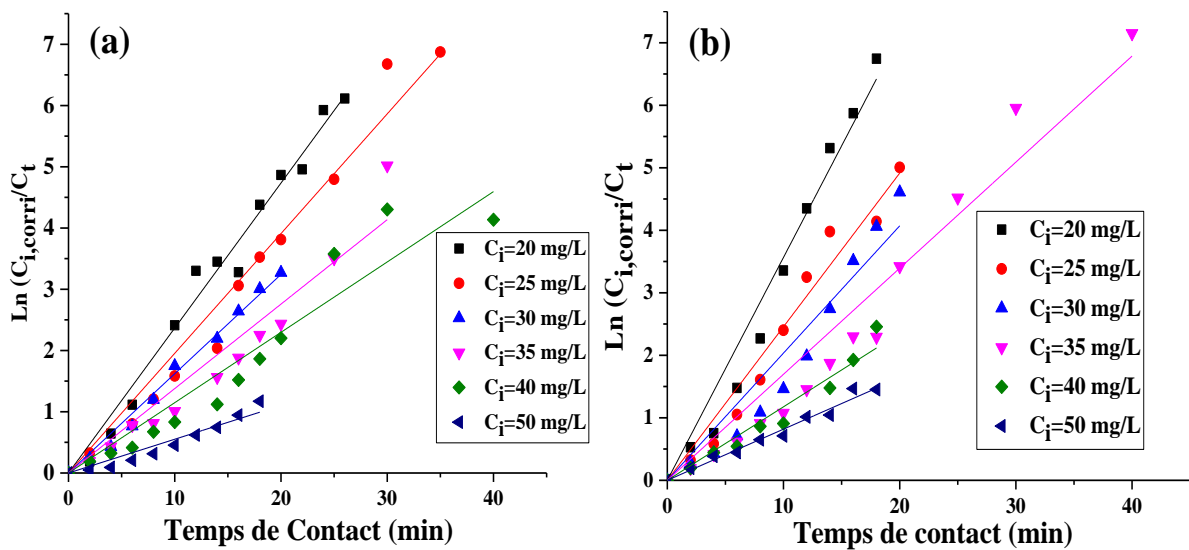 (a)
Ln (Ci,corri/Ct
7
6
5
4
3
2
1
0
0 10 20 30 40
Temps de Contact (min)
Ci=20 mg/L
Ci=25 mg/L
Ci=30 mg/L
Ci=35 mg/L
Ci=40 mg/L
Ci=50 mg/L
(b)
Ln (Ci,corri/Ct
7
6
5
4
3
2
1
0
0 10 20 30 40
Temps de contact (min)
Ci=20 mg/L
Ci=25 mg/L
Ci=30 mg/L
Ci=35 mg/L
Ci=40 mg/L
Ci=50 mg/L